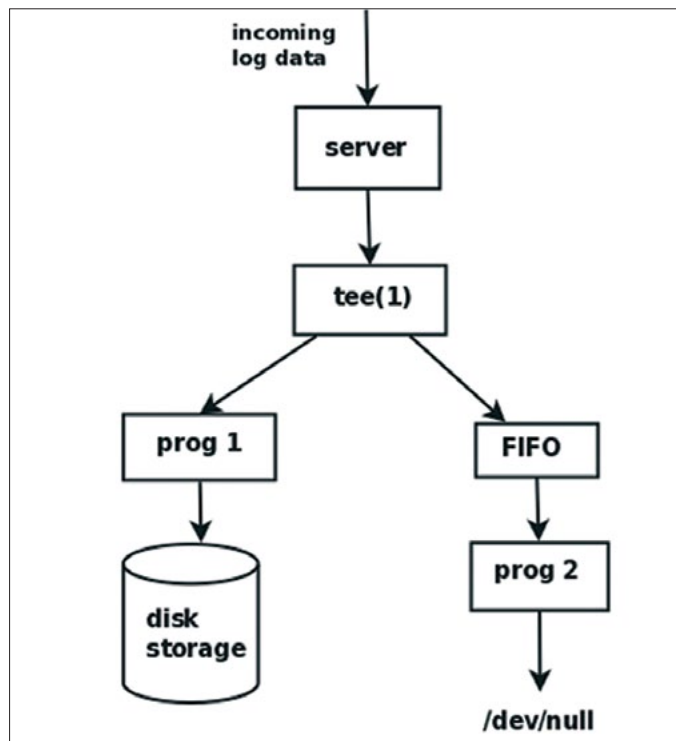 incoming
log data
server
tee(1)
prog 1
FIFO
prog 2
disk
storage
/dev/null